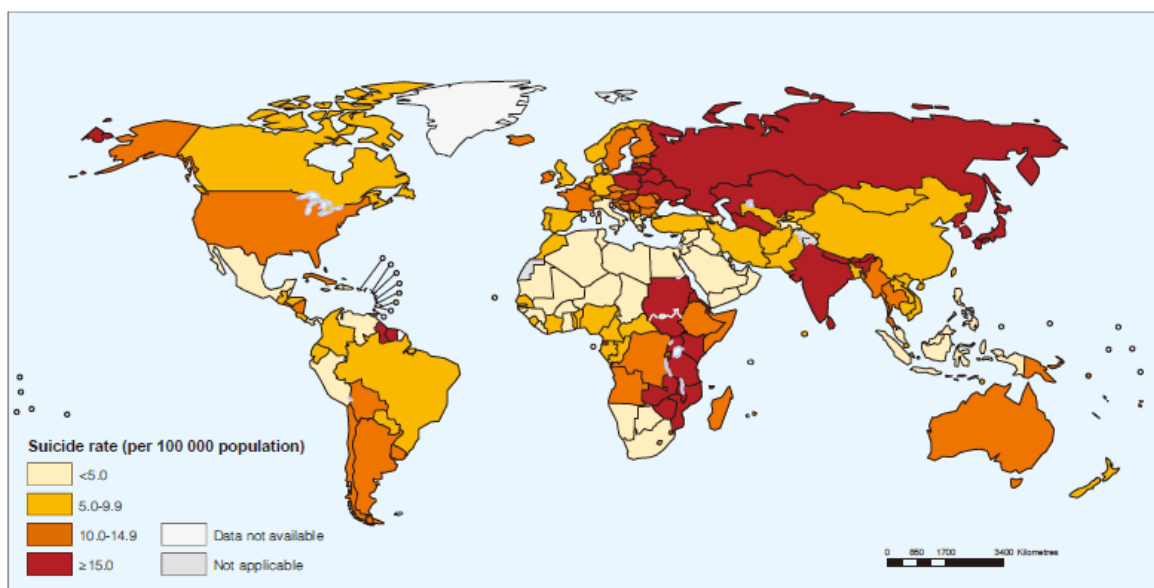 Suicide rate (per 100 000 population)
<5.0
5.0-9.9
10.0-14.9
≥15.0
Data not available
Not applicable
0 850 1700 3400 Kilometres